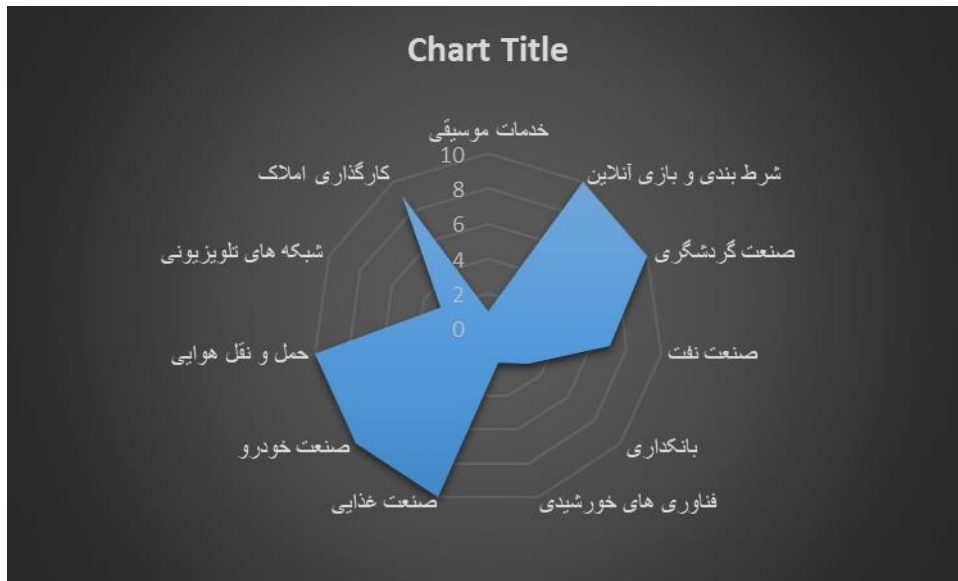 Chart Title
خدمات موسیقی
شرط بندی و بازی آنلاین
صنعت گردشگری
صنعت نفت
بانکداری
فناوری های خورشیدی
صنعت غذایی
صنعت خودرو
حمل و نقل هوایی
شبکه های تلویزیونی
کارگذاری املاک
10
8
6
4
2
0